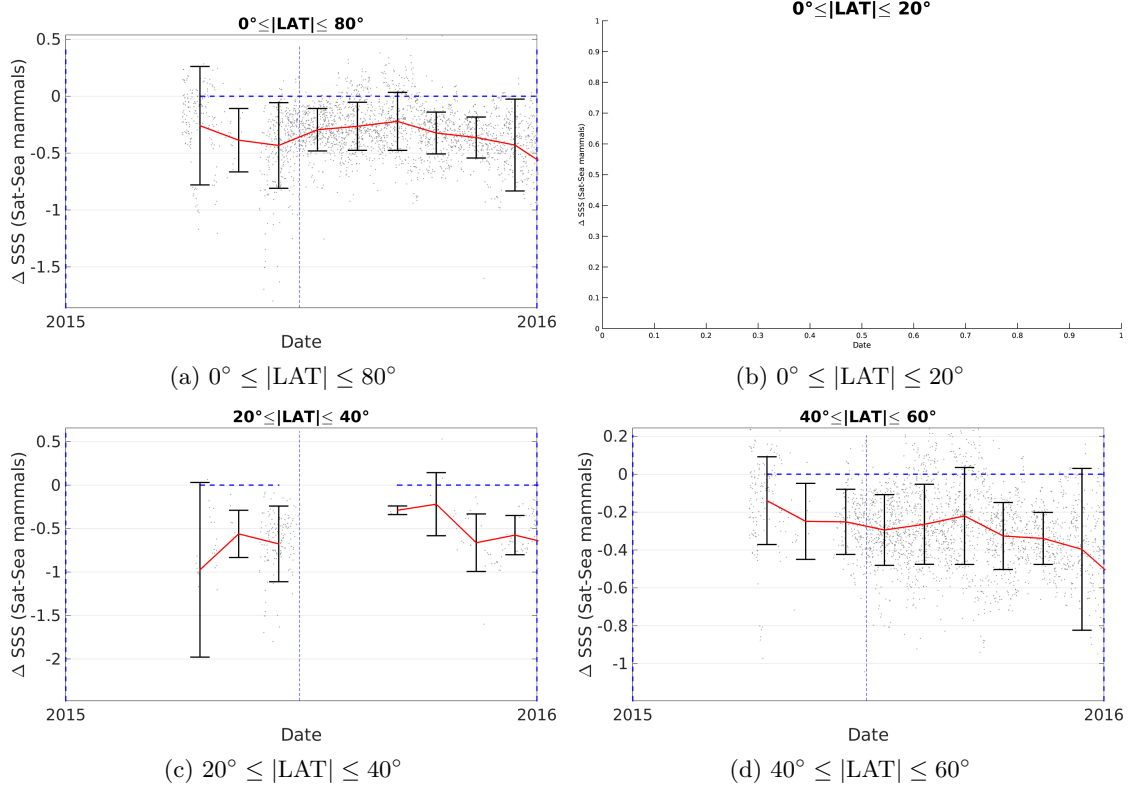 0°≤|LAT|≤ 80°
0.5
0
-0.5
-1
-1.5
Δ SSS (Sat-Sea mammals)
2015
2016
Date
(a) 0° ≤ |LAT| ≤ 80°
0°≤|LAT|≤ 20°
1
0.9
0.8
0.7
0.6
0.5
0.4
0.3
0.2
0.1
0
Δ SSS (Sat-Sea mammals)
0 0.1 0.2 0.3 0.4 0.5 0.6 0.7 0.8 0.9 1
Date
(b) 0° ≤ |LAT| ≤ 20°
20°≤|LAT|≤ 40°
0.5
0
-0.5
-1
-1.5
-2
Δ SSS (Sat-Sea mammals)
2015
2016
Date
(c) 20° ≤ |LAT| ≤ 40°
40°≤|LAT|≤ 60°
0.2
0
-0.2
-0.4
-0.6
-0.8
-1
Δ SSS (Sat-Sea mammals)
2015
2016
Date
(d) 40° ≤ |LAT| ≤ 60°